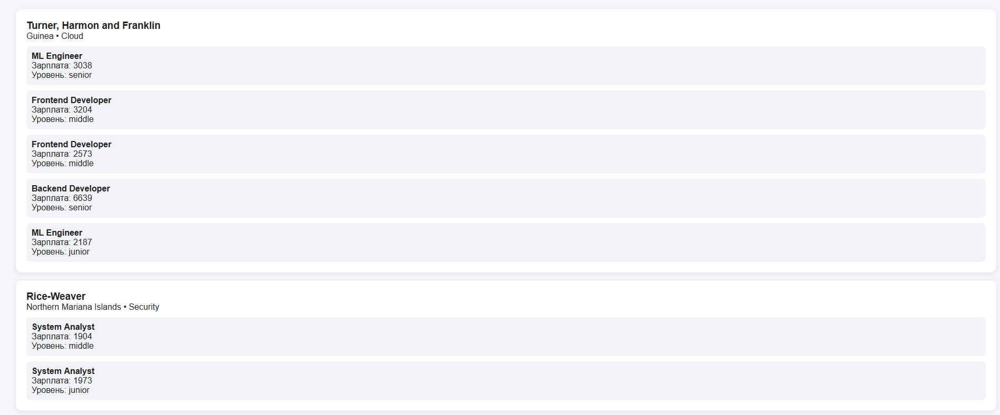 Turner, Harmon and Franklin
Guinea • Cloud
ML Engineer
Зарплата: 3038
Уровень: senior
Frontend Developer
Зарплата: 3204
Уровень: middle
Frontend Developer
Зарплата: 2573
Уровень: middle
Backend Developer
Зарплата: 6639
Уровень: senior
ML Engineer
Зарплата: 2187
Уровень: junior
Rice-Weaver
Northern Mariana Islands • Security
System Analyst
Зарплата: 1904
Уровень: middle
System Analyst
Зарплата: 1973
Уровень: junior